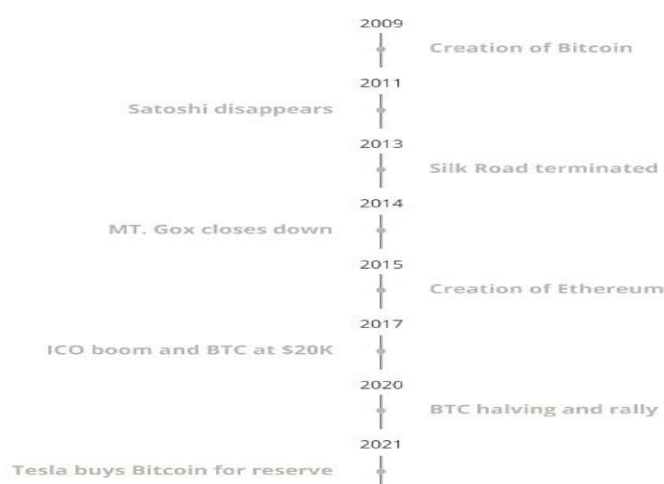 2009
Creation of Bitcoin
2011
Satoshi disappears
2013
Silk Road terminated
2014
MT. Gox closes down
2015
Creation of Ethereum
2017
ICO boom and BTC at $20K
2020
BTC halving and rally
2021
Tesla buys Bitcoin for reserve